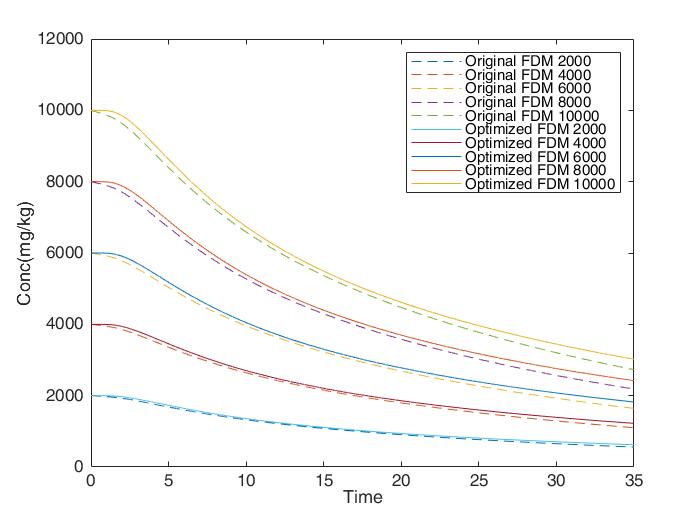 12000
10000
8000
6000
4000
2000
0
Conc(mg/kg)
Original FDM 2000
Original FDM 4000
Original FDM 6000
Original FDM 8000
Original FDM 10000
Optimized FDM 2000
Optimized FDM 4000
Optimized FDM 6000
Optimized FDM 8000
Optimized FDM 10000
0 5 10 15 20 25 30 35
Time